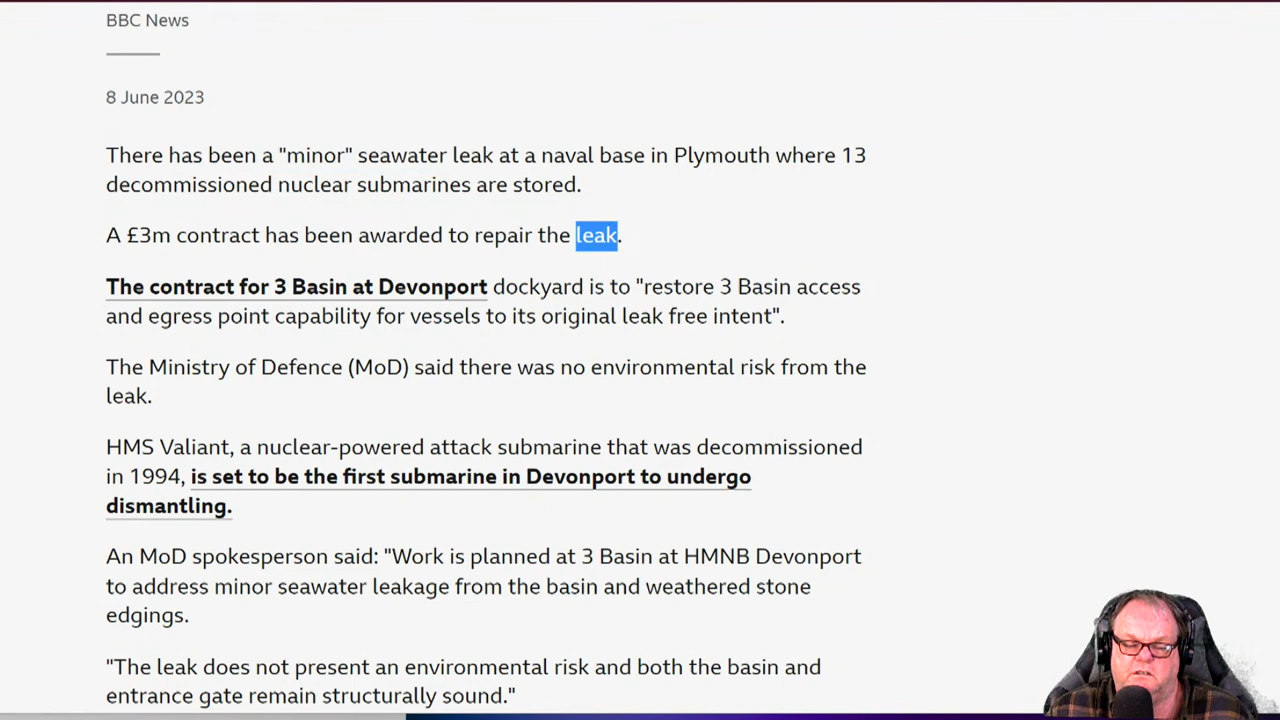 BBC News
8 June 2023
There has been a "minor" seawater leak at a naval base in Plymouth where 13
decommissioned nuclear submarines are stored.
A £3m contract has been awarded to repair the leak.
The contract for 3 Basin at Devonport dockyard is to "restore 3 Basin access
and egress point capability for vessels to its original leak free intent".
The Ministry of Defence (MoD) said there was no environmental risk from the
leak.
HMS Valiant, a nuclear-powered attack submarine that was decommissioned
in 1994, is set to be the first submarine in Devonport to undergo
dismantling.
An MoD spokesperson said: "Work is planned at 3 Basin at HMNB Devonport
to address minor seawater leakage from the basin and weathered stone
edgings.
"The leak does not present an environmental risk and both the basin and
entrance gate remain structurally sound."